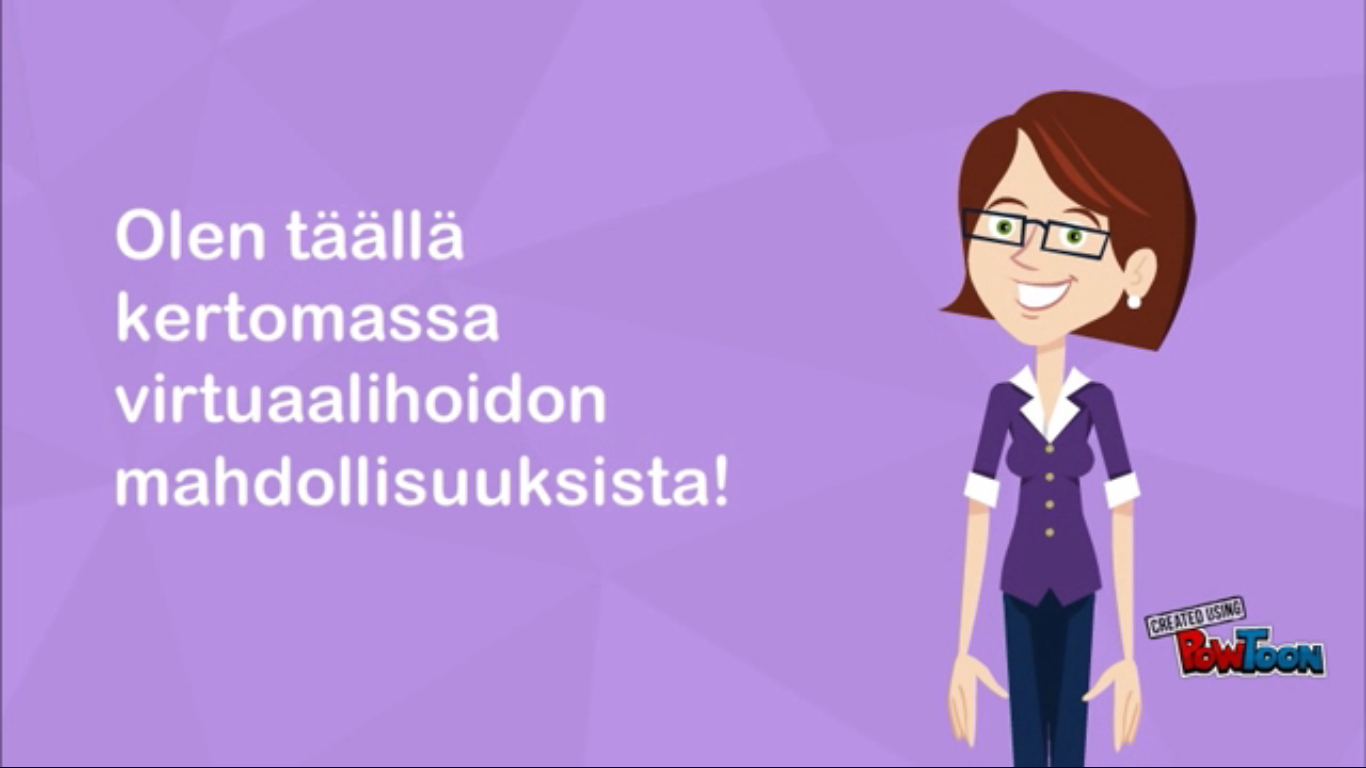 Olen täällä
kertomassa
virtuaalihoidon
mahdollisuuksista!
CREATED USING
POWTOON